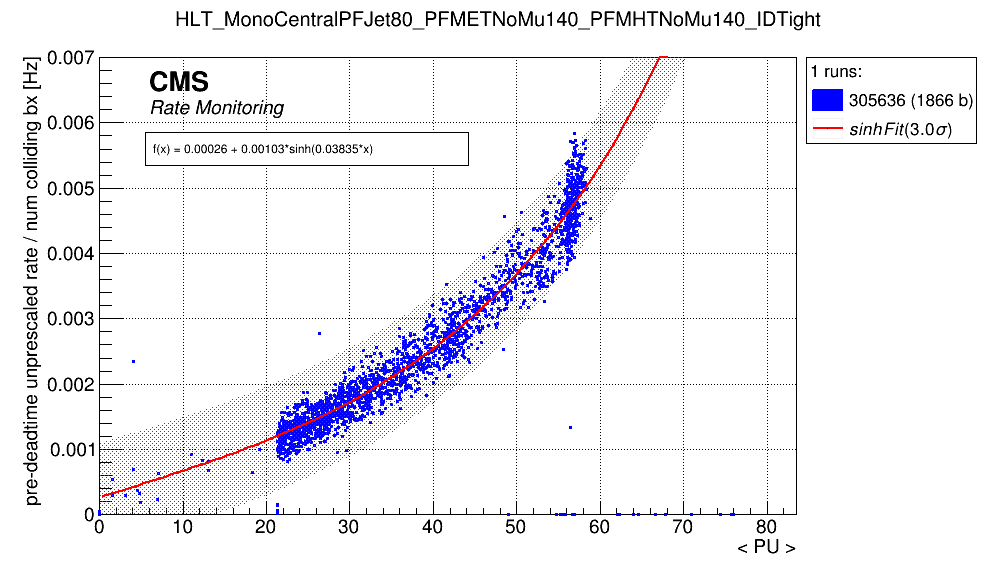 HLT_MonoCentralPFJet80_PFMETNoMu140_PFMHTNoMu140_IDTight
pre-deadtime unprescaled rate / num colliding bx [Hz]
0.007
0.006
0.005
0.004
0.003
0.002
0.001
0
CMS
Rate Monitoring
f(x) = 0.00026 + 0.00103*sinh(0.03835*x)
1 runs:
305636 (1866 b)
sinhFit(3.0σ)
0 10 20 30 40 50 60 70 80
< PU >